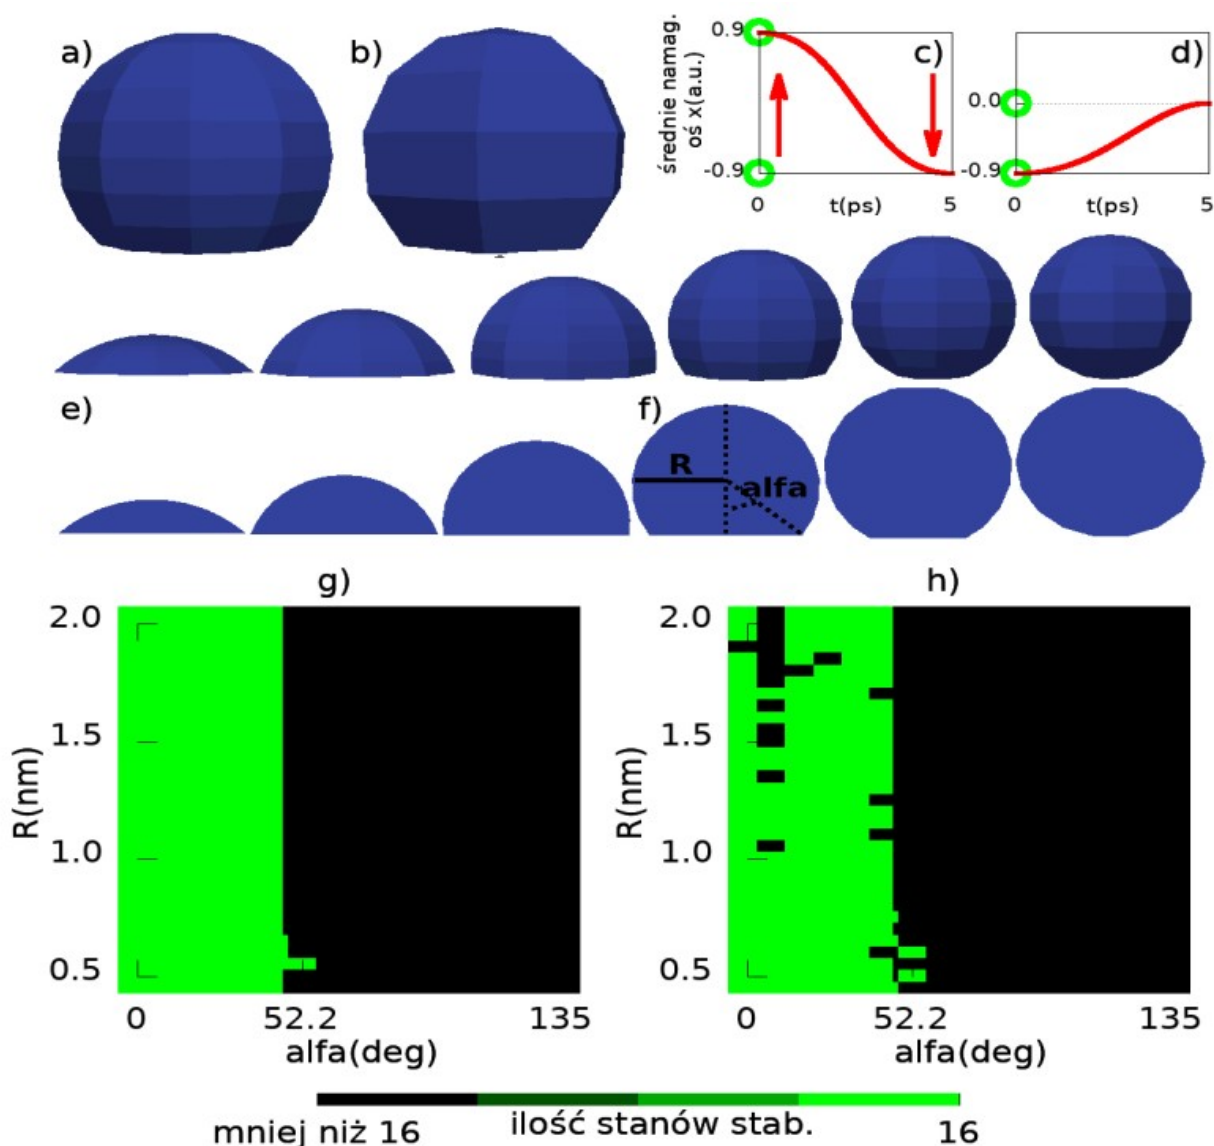 a)
b)
c)
d)
średnie namag.
oś x(a.u.)
0.9
-0.9
0
t(ps)
5
0.0
-0.9
0
t(ps)
5
e)
f)
R
alfa
g)
h)
R(nm)
2.0
1.5
1.0
0.5
0
52.2
135
alfa(deg)
R(nm)
2.0
1.5
1.0
0.5
0
52.2
135
alfa(deg)
mniej niż 16
ilość stanów stab.
16